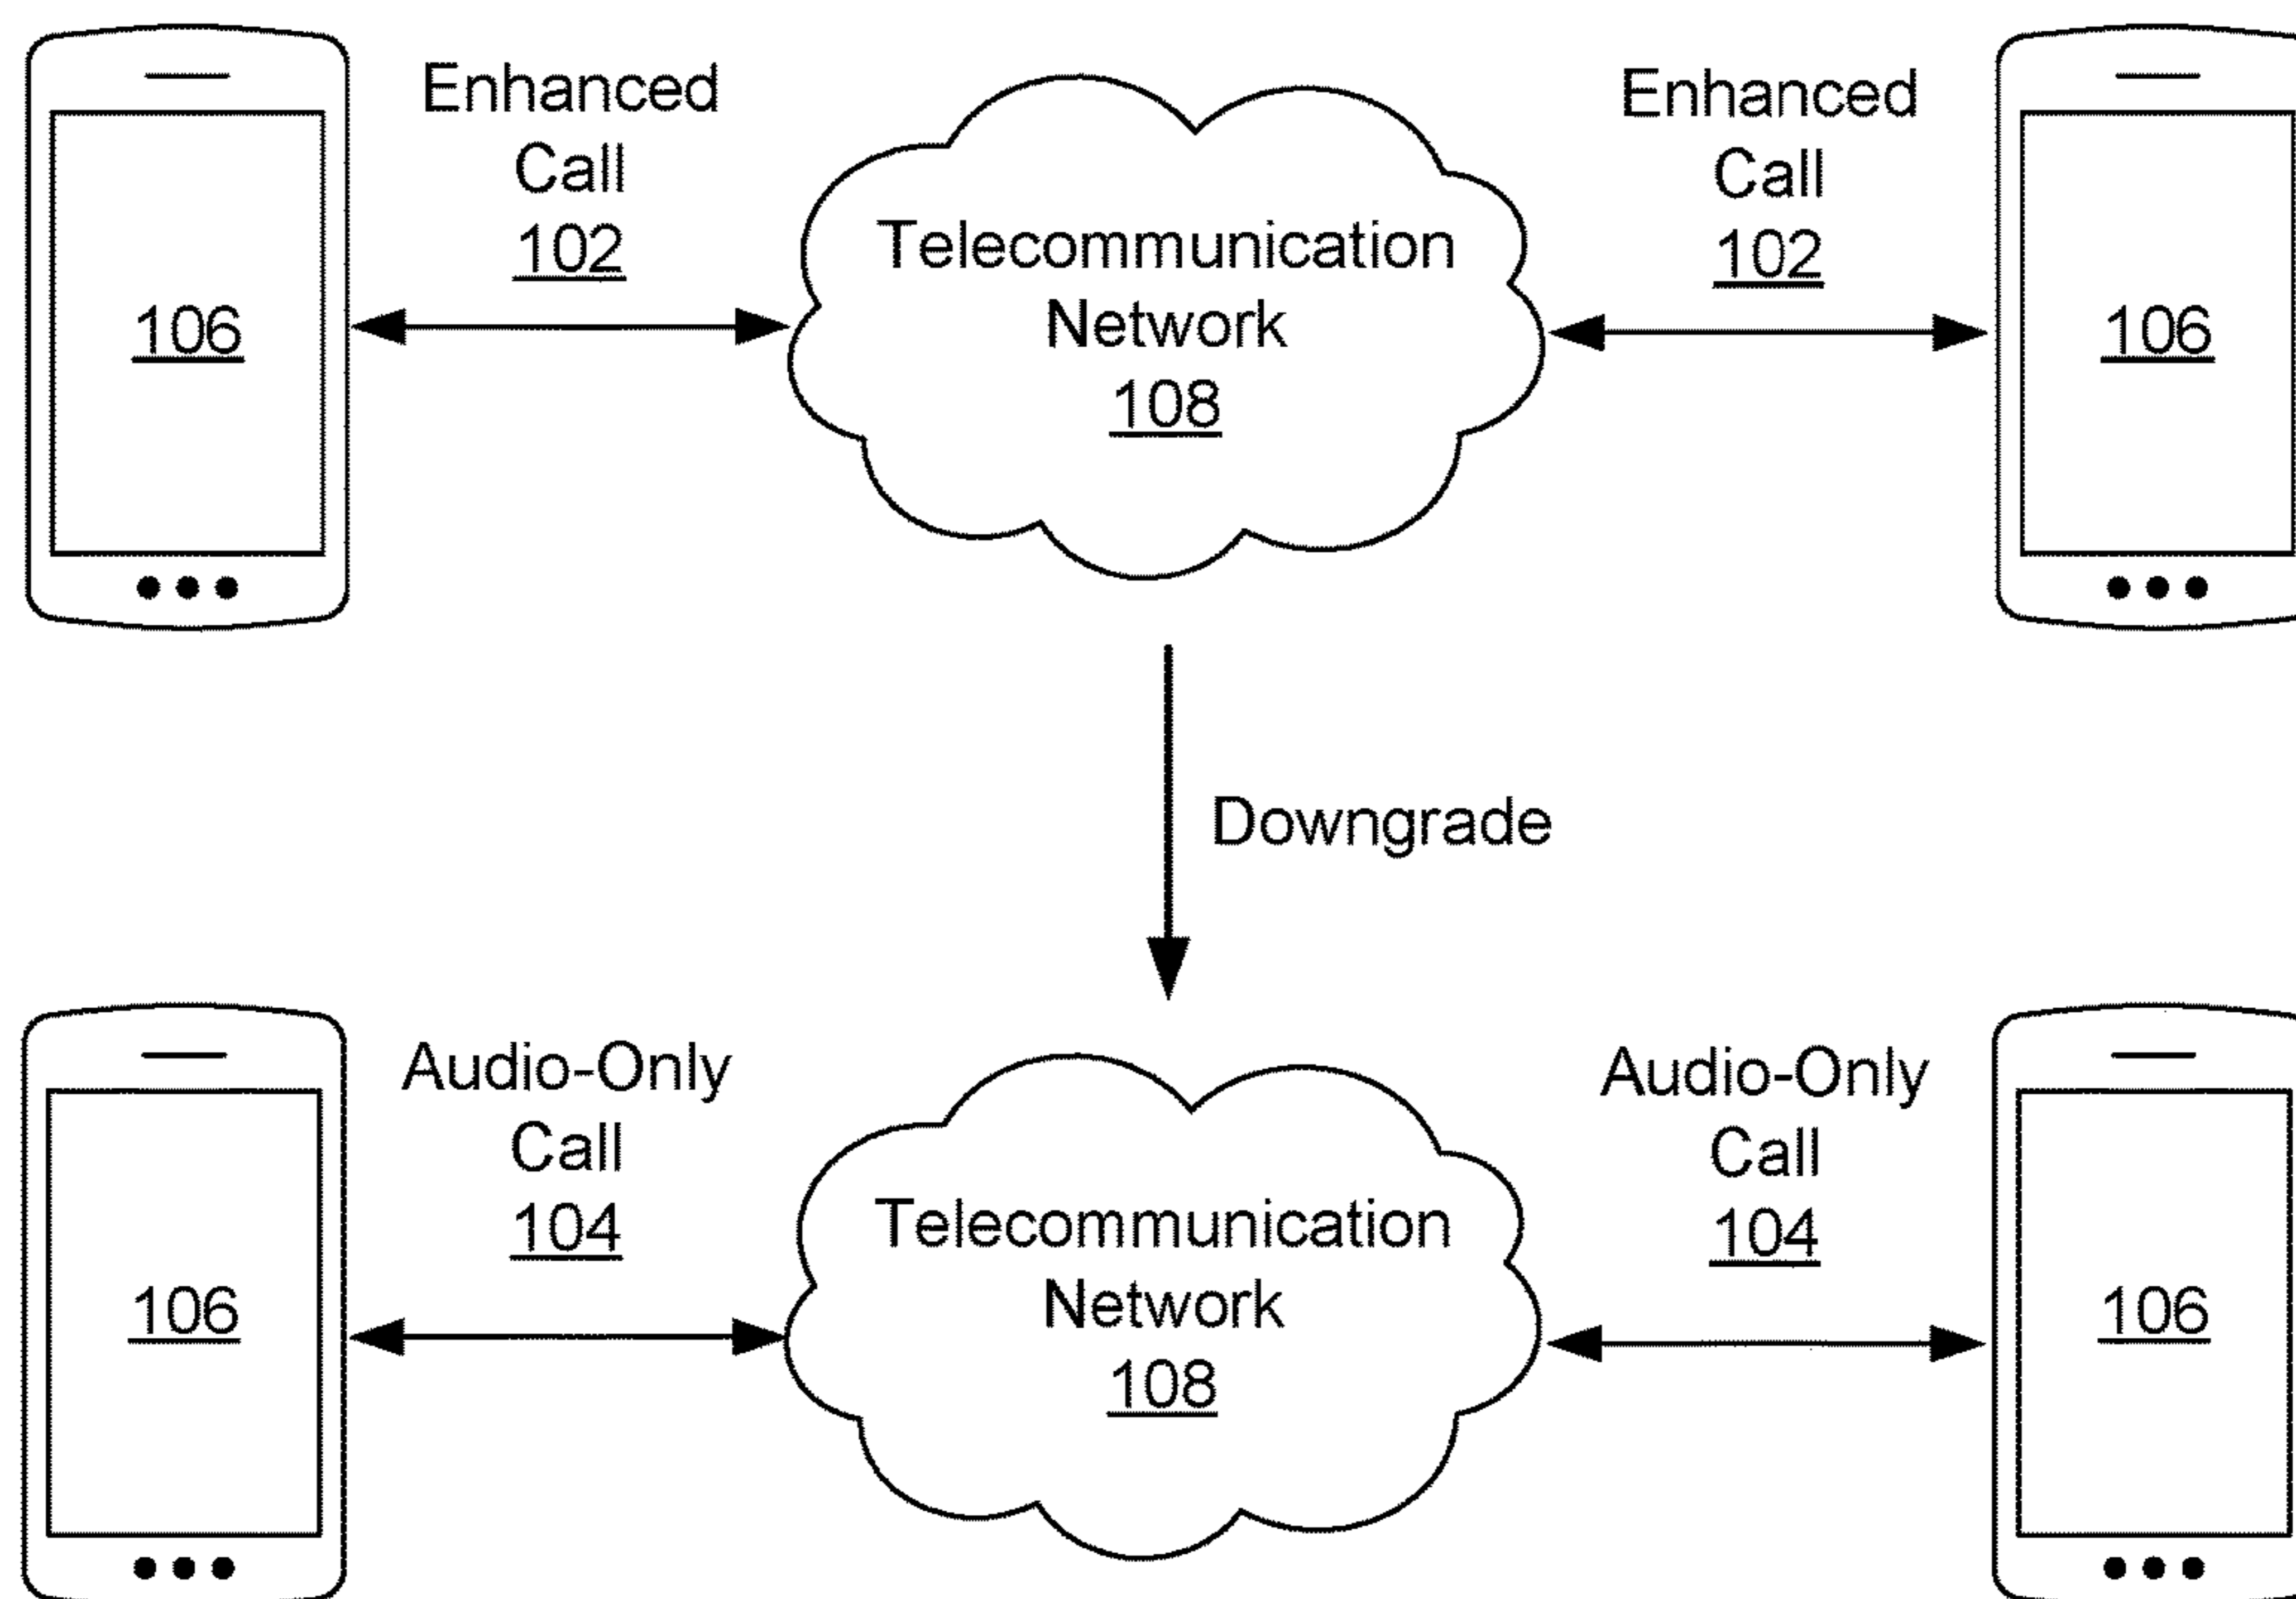 Enhanced
Call
102
106
Telecommunication
Network
108
Enhanced
Call
102
106
Downgrade
Audio-Only
Call
104
106
Telecommunication
Network
108
Audio-Only
Call
104
106